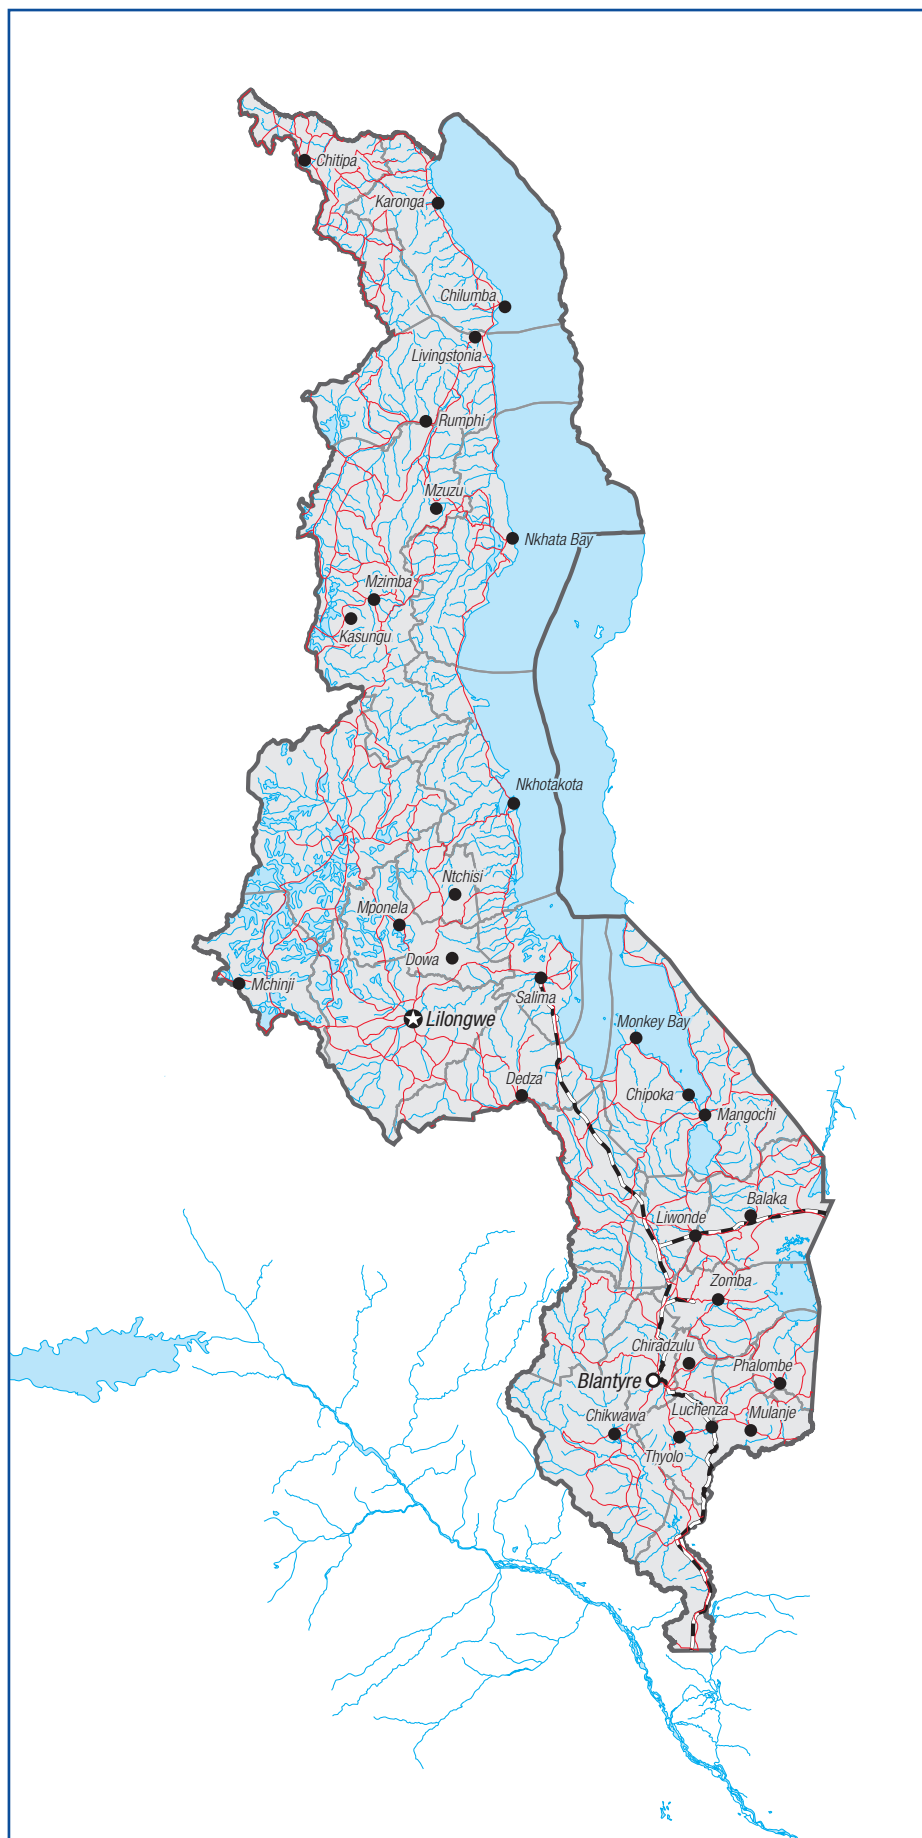 Chitipa
Karonga
Chilumba
Livingstonia
Rumphi
Mzuzu
Nkhata Bay
Mzimba
Kasungu
Nkhotakota
Ntchisi
Mponela
Dowa
Mchinji
Salima
Lilongwe
Monkey Bay
Dedza
Chipoka
Mangochi
Balaka
Liwonde
Zomba
Chiradzulu
Phalombe
Blantyre
Luchenza
Mulanje
Chikwawa
Thyolo